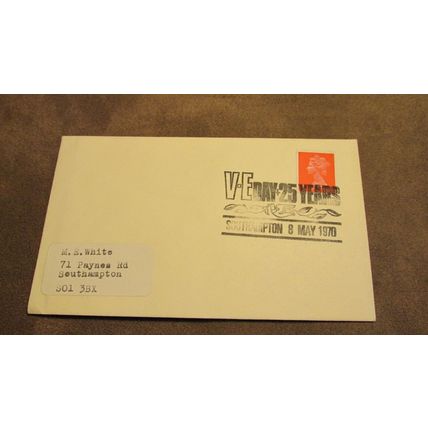 V·E DAY·25 YEARS
SOUTHAMPTON 8 MAY 1970
M.E.White
71 Paynes Rd
Southampton
SO1 3BX